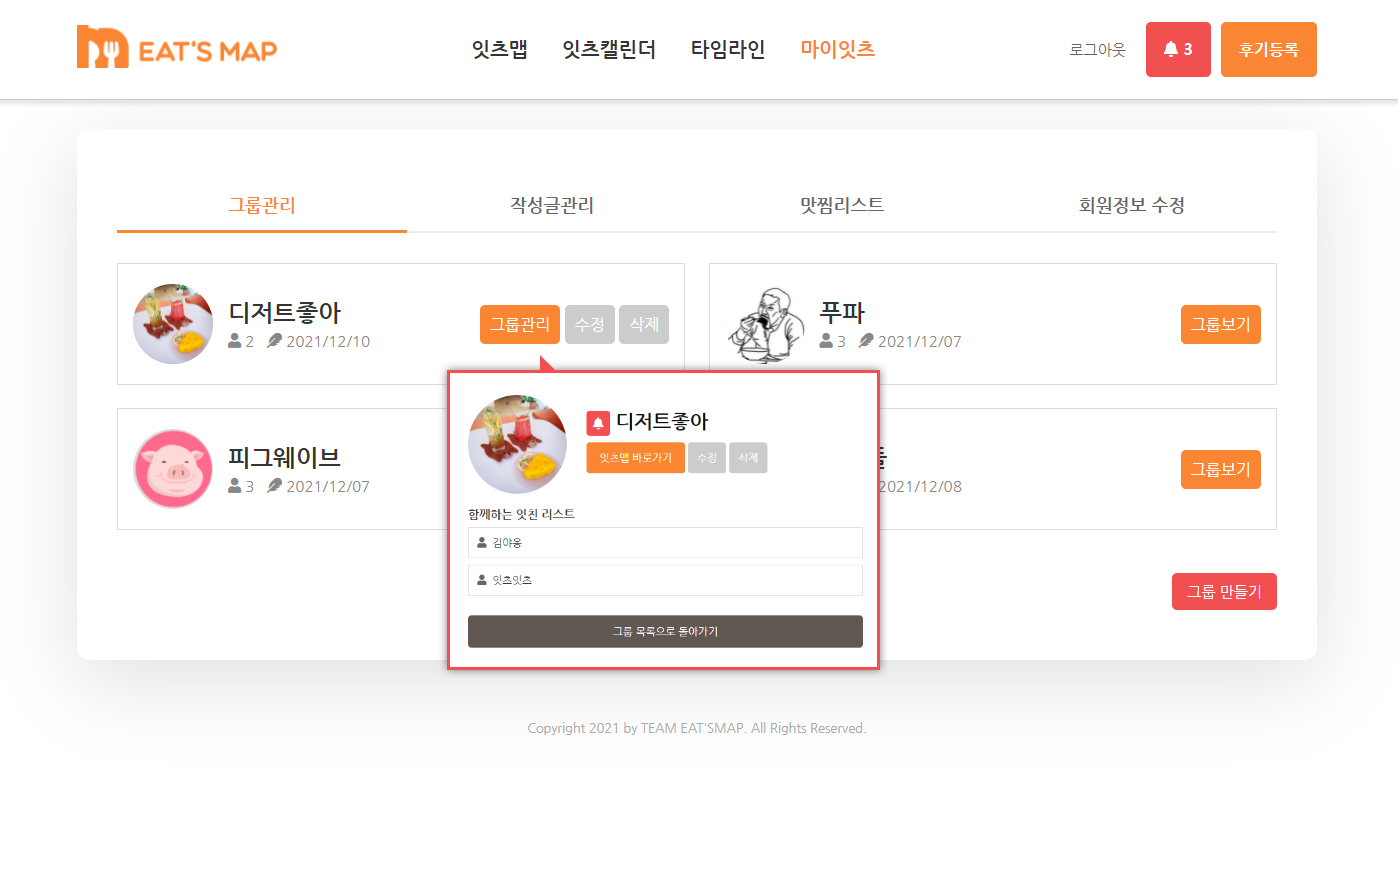 EAT'S MAP
잇츠맵 잇츠캘린더 타임라인 마이잇츠
로그아웃 3 후기등록
그룹관리 작성글관리 맛찜리스트 회원정보 수정
디저트좋아
2 2021/12/10
그룹관리 수정 삭제
푸파
3 2021/12/07
그룹보기
피그웨이브
3 2021/12/07
2021/12/08
그룹보기
디저트좋아
잇츠맵 바로가기 수정 삭제
함께하는 잇친 리스트
김야옹
잇츠잇츠
그룹 목록으로 돌아가기
그룹 만들기
Copyright 2021 by TEAM EAT'SMAP. All Rights Reserved.